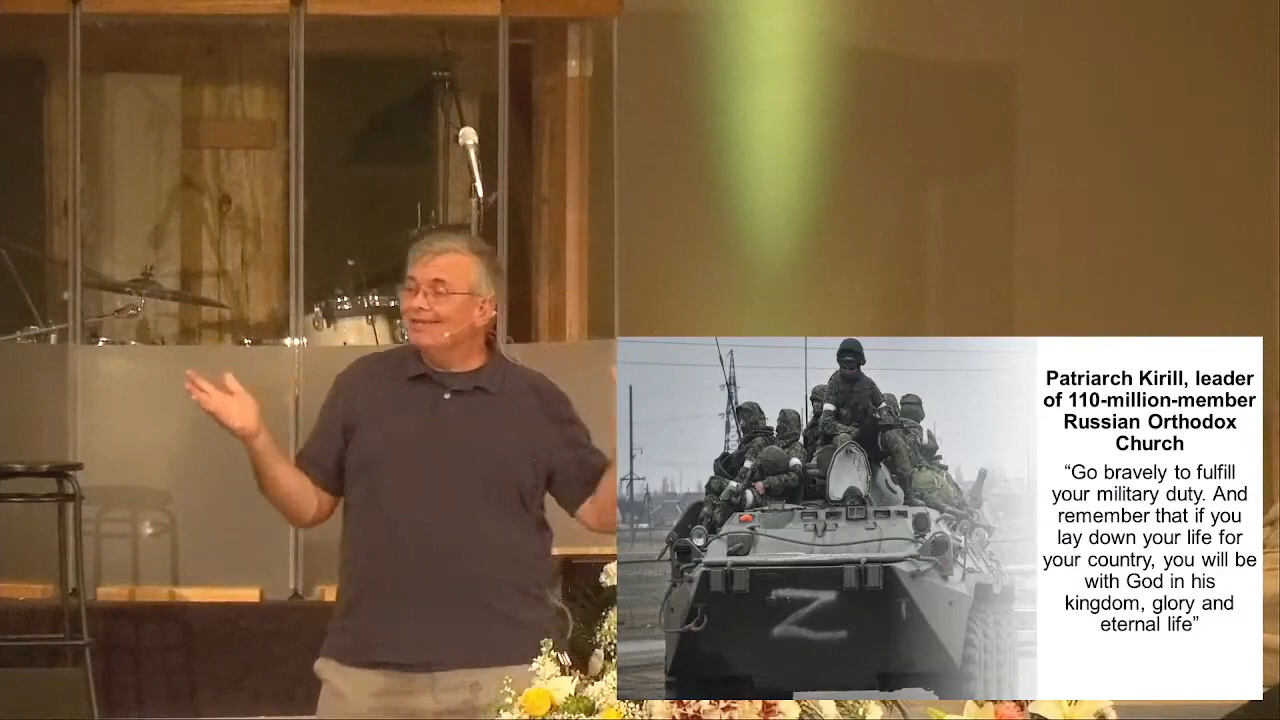 Patriarch Kirill, leader
of 110-million-member
Russian Orthodox
Church
“Go bravely to fulfill
your military duty. And
remember that if you
lay down your life for
your country, you will be
with God in his
kingdom, glory and
eternal life”
Z